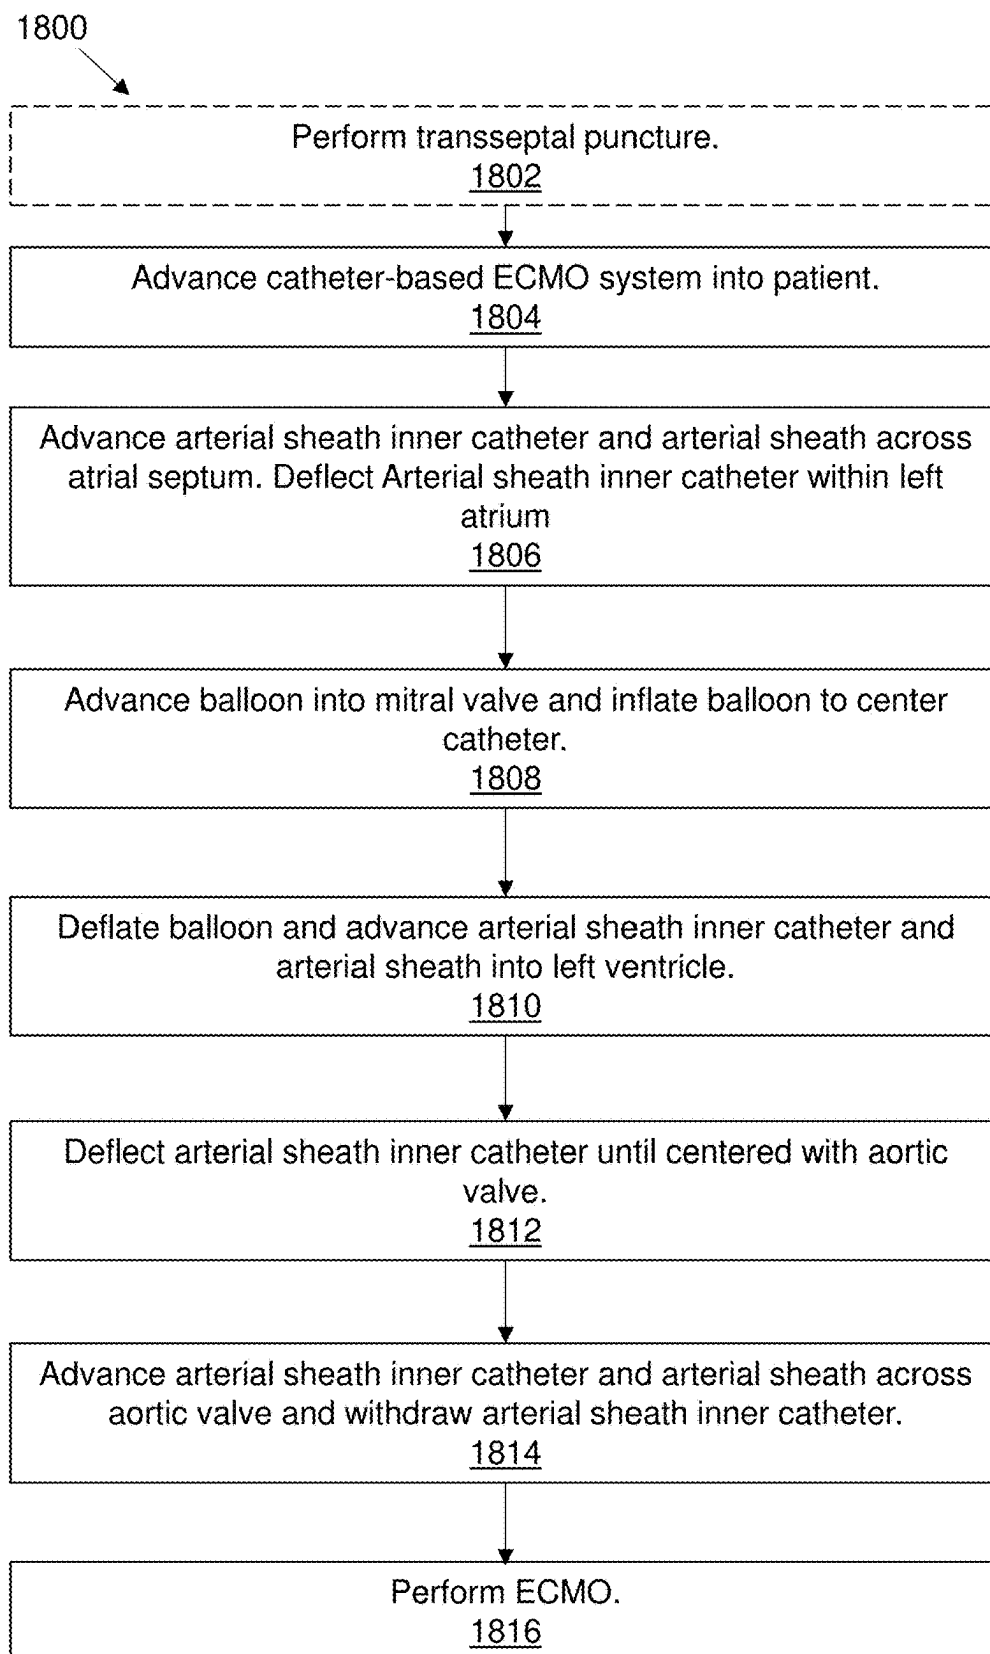 1800
Perform transseptal puncture.
1802
Advance catheter-based ECMO system into patient.
1804
Advance arterial sheath inner catheter and arterial sheath across
atrial septum. Deflect Arterial sheath inner catheter within left
atrium
1806
Advance balloon into mitral valve and inflate balloon to center
catheter.
1808
Deflate balloon and advance arterial sheath inner catheter and
arterial sheath into left ventricle.
1810
Deflect arterial sheath inner catheter until centered with aortic
valve.
1812
Advance arterial sheath inner catheter and arterial sheath across
aortic valve and withdraw arterial sheath inner catheter.
1814
Perform ECMO.
1816